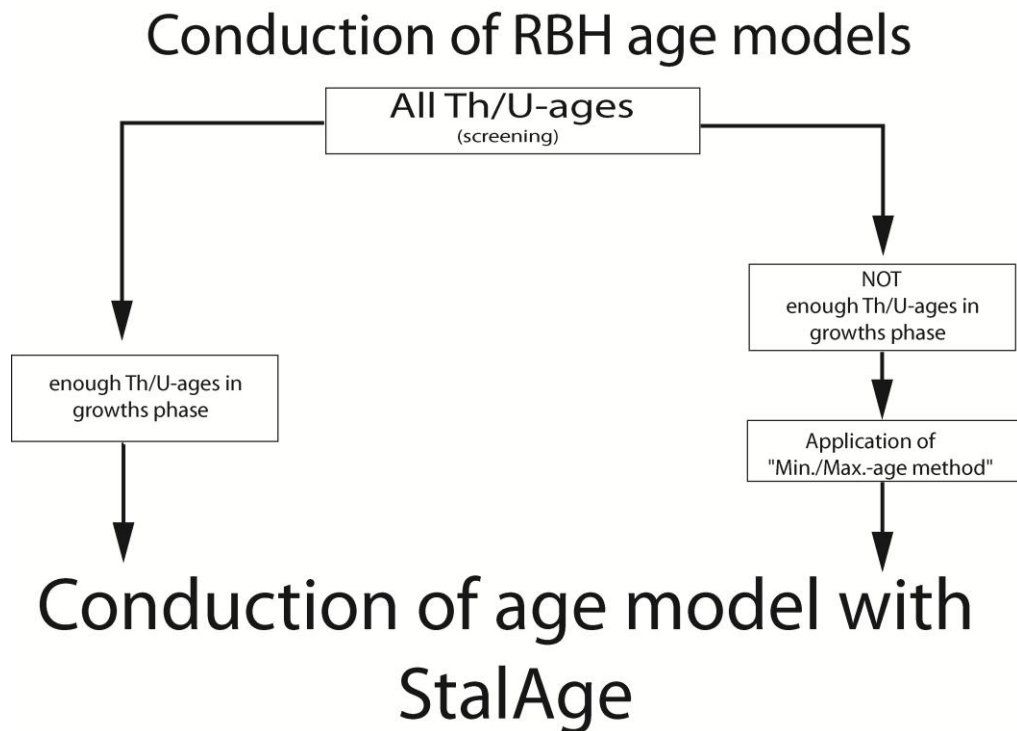 Conduction of RBH age models
All Th/U-ages
(screening)
NOT
enough Th/U-ages in
growths phase
enough Th/U-ages in
growths phase
Application of
"Min./Max.-age method"
Conduction of age model with
StalAge